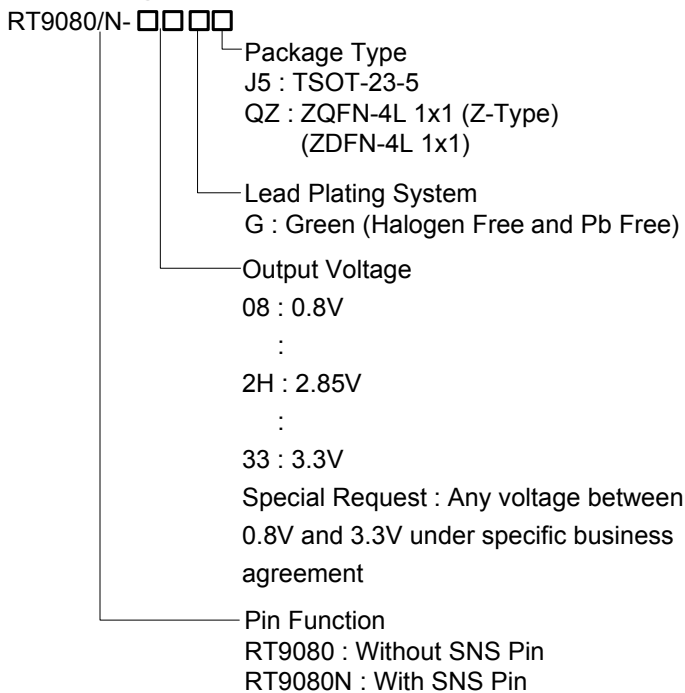 RT9080/N- □□□□
Package Type
J5 : TSOT-23-5
QZ : ZQFN-4L 1x1 (Z-Type)
(ZDFN-4L 1x1)
Lead Plating System
G : Green (Halogen Free and Pb Free)
Output Voltage
08 : 0.8V
:
2H : 2.85V
:
33 : 3.3V
Special Request : Any voltage between
0.8V and 3.3V under specific business
agreement
Pin Function
RT9080 : Without SNS Pin
RT9080N : With SNS Pin